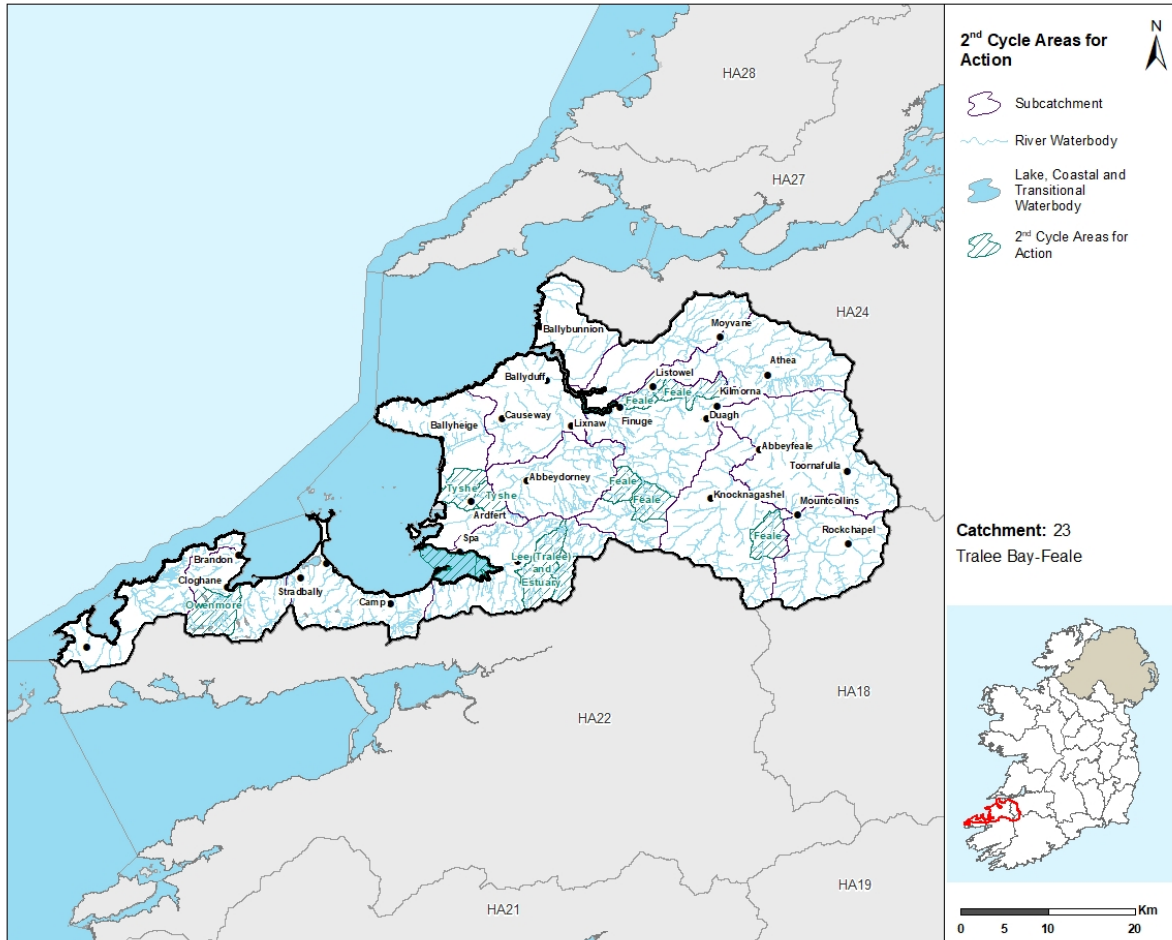 HA28
HA27
HA24
Ballybunnion
Moyvane
Athea
Ballyduff
Listowel
Kilmorna
Feale
Feale
Causeway
Lixnaw
Finuge
Duagh
Ballyheige
Abbeyfeale
Toornafulla
Abbeydorney
Feale
Tyshe
Tyshe
Feale
Knocknagashel
Mountcollins
Ardfert
Rockchapel
Feale
Spa
Lee (Tralee)
and
Estuary
Brandon
Cloghane
Stradbally
Camp
Owenmore
HA18
HA22
HA19
HA21
2nd Cycle Areas for
Action
N
Subcatchment
River Waterbody
Lake, Coastal and
Transitional
Waterbody
2nd Cycle Areas for
Action
Catchment: 23
Tralee Bay-Feale
Km
0 5 10 20